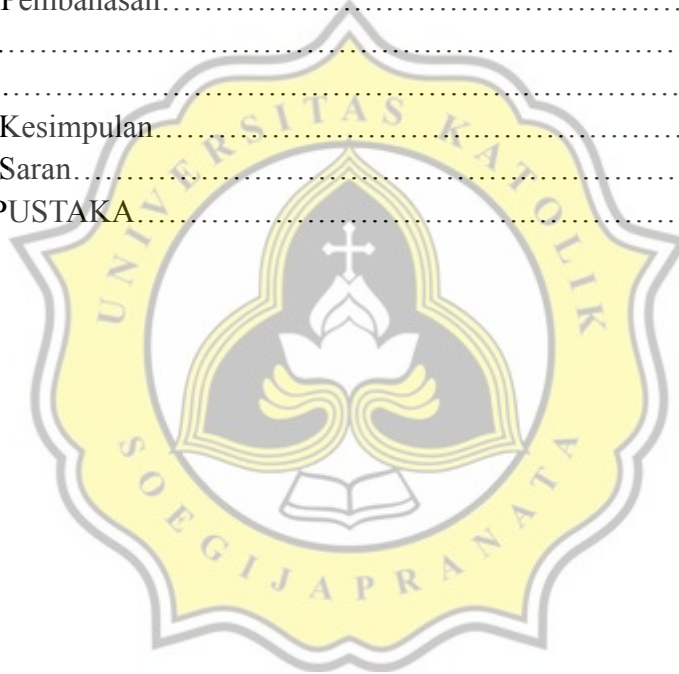 Pembahasan..............................................................
..............................................................
..............................................................
Kesimpulan..............................................................
Saran..............................................................
PUSTAKA..............................................................
UNIVERSITAS KATOLIK
SOEGIJAPRANATA